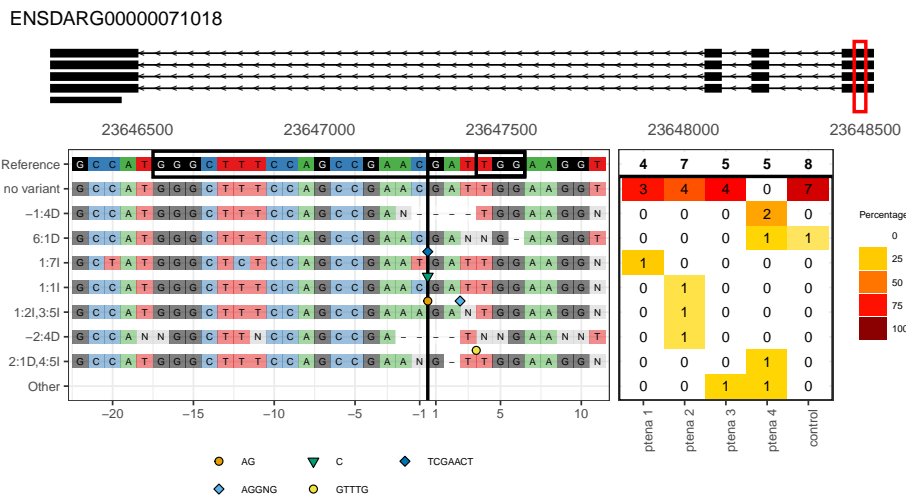 ENSDARG00000071018
23646500 23647000 23647500 23648000 23648500
Reference G C C A T G G G C T T T C C A G C C G A A C G A T T G G A A G G T 4 7 5 5 8
no variant G C C A T G G G C T T T C C A G C C G A A C G A T T G G A A G G T 3 4 4 0 7
−1:4D G C C A T G G G C T T T C C A G C C G A N - - - - T G G A A G G N 0 0 0 2 0
6:1D G C C A T G G G C T T T C C A G C C G A A C G A N N G - A A G G T 0 0 0 1 1
1:7I G C T A T G G G C T C T C C A G C C G A A T G A T T G G A A G G N 1 0 0 0 0
1:1I G C C A T G G G C T T T C C A G C C G A A C G A T T G G A A G G N 0 1 0 0 0
1:2I,3:5I G C C A T G G G C T T T C C A G C C G A A A G A N T G G A A G G N 0 1 0 0 0
−2:4D G C C A N N G G C T T N C C A G C C G A - - - - T N N G A A N N T 0 1 0 0 0
2:1D,4:5I G C C A T G G G C T T T C C A G C C G A A N G - T T G G A A G G N 0 0 0 1 0
Other 0 0 1 1 0
−20 −15 −10 −5 −1 1 5 10
ptena 1 ptena 2 ptena 3 ptena 4 control
Percentage
0
25
50
75
100
AG C TCGAACT
AGGNG GTTTG